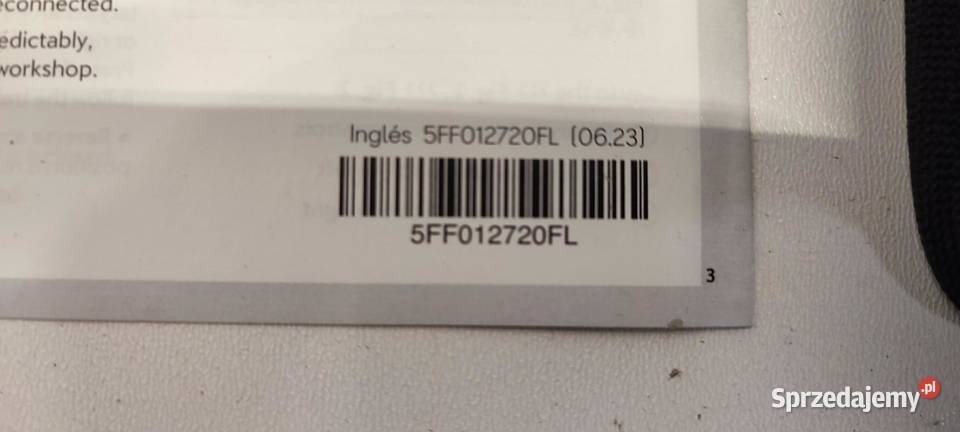 econnected.
edictably,
workshop.
Inglés 5FF012720FL (06.23)
5FF012720FL
3
Sprzedajemy.pl